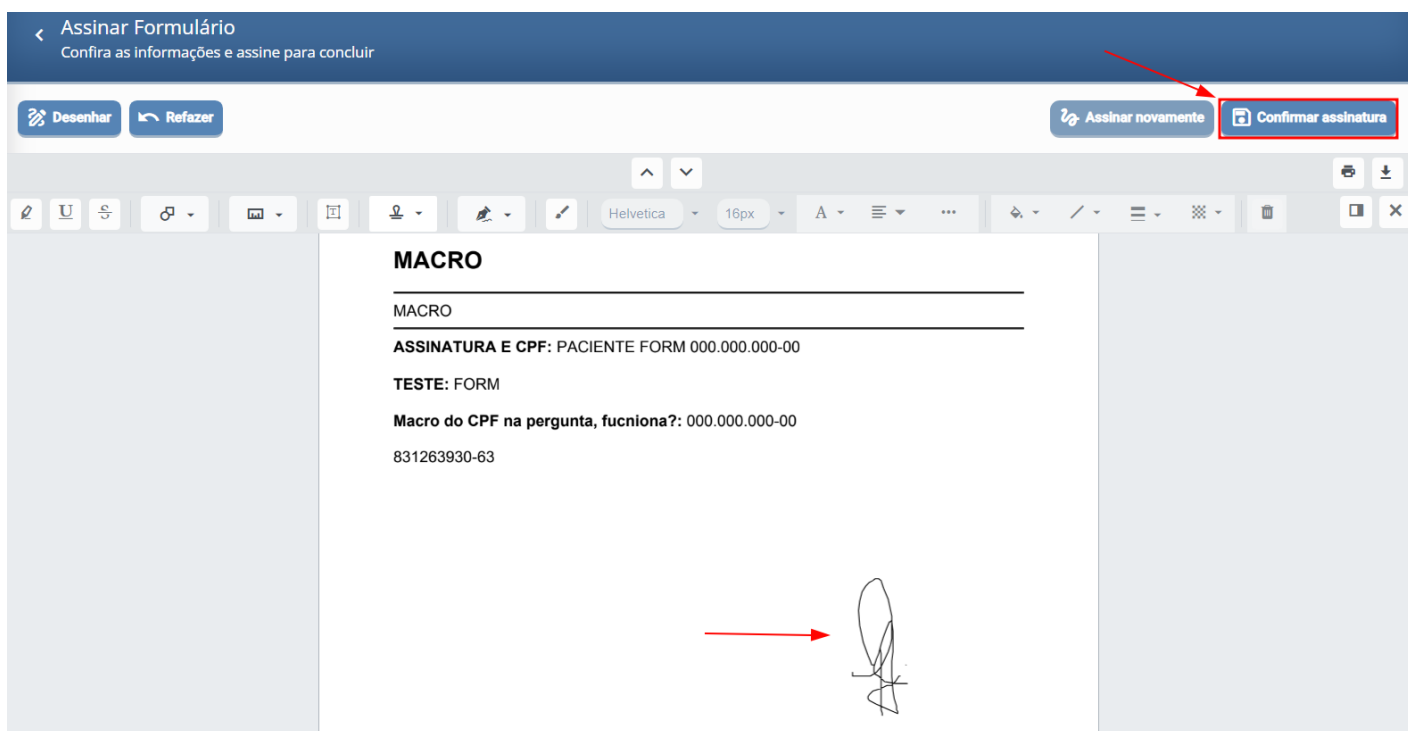 Assinar Formulário
Confira as informações e assine para concluir
Desenhar Refazer Assinar novamente Confirmar assinatura
U S T Helvetica 16px A
MACRO
MACRO
ASSINATURA E CPF: PACIENTE FORM 000.000.000-00
TESTE: FORM
Macro do CPF na pergunta, fucniona?: 000.000.000-00
831263930-63